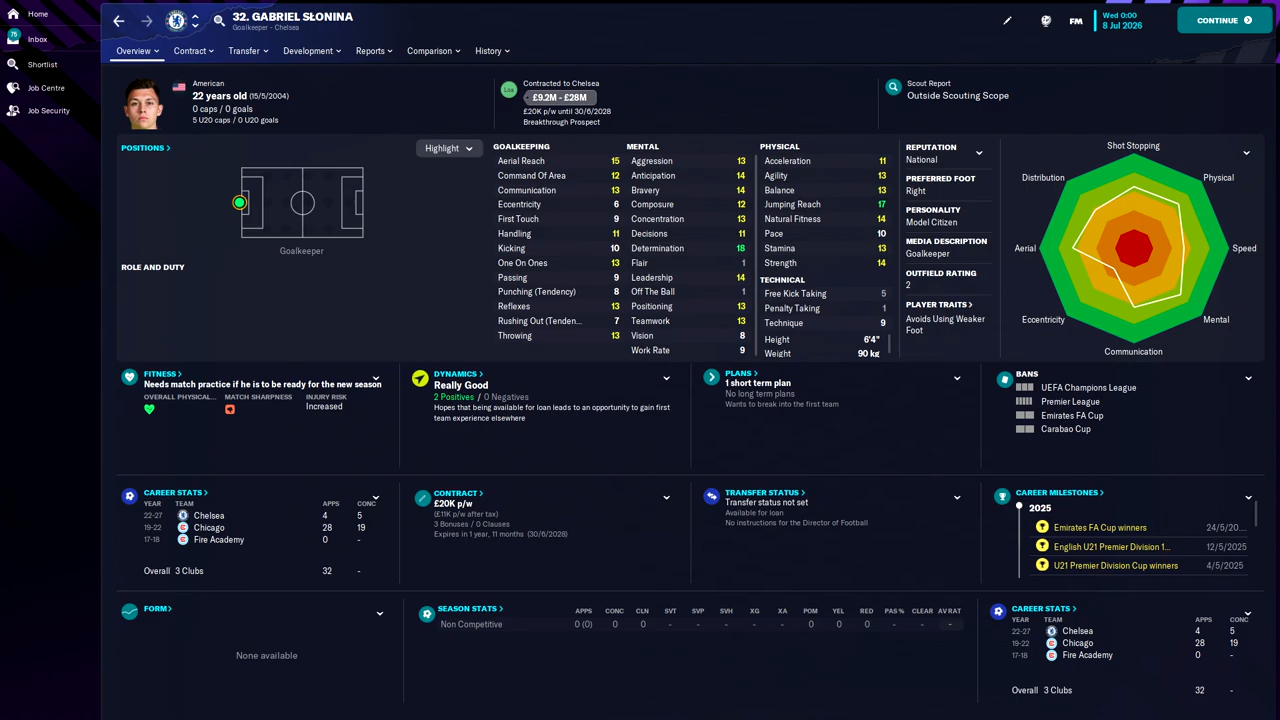 Home
75
Inbox
Shortlist
Job Centre
Job Security
32. GABRIEL SŁONINA
Goalkeeper - Chelsea
FM
Wed 0:00
8 Jul 2026
CONTINUE
Overview
Contract
Transfer
Development
Reports
Comparison
History
American
22 years old (15/5/2004)
0 caps / 0 goals
5 U20 caps / 0 U20 goals
Loa
Contracted to Chelsea
£9.2M - £28M
£20K p/w until 30/6/2028
Breakthrough Prospect
Scout Report
Outside Scouting Scope
POSITIONS
Highlight
Goalkeeper
ROLE AND DUTY
GOALKEEPING
Aerial Reach 15
Command Of Area 12
Communication 13
Eccentricity 6
First Touch 9
Handling 11
Kicking 10
One On Ones 13
Passing 9
Punching (Tendency) 8
Reflexes 13
Rushing Out (Tenden... 7
Throwing 13
MENTAL
Aggression 13
Anticipation 14
Bravery 14
Composure 12
Concentration 13
Decisions 11
Determination 18
Flair 1
Leadership 14
Off The Ball 1
Positioning 13
Teamwork 13
Vision 8
Work Rate 9
PHYSICAL
Acceleration 11
Agility 13
Balance 13
Jumping Reach 17
Natural Fitness 14
Pace 10
Stamina 13
Strength 14
TECHNICAL
Free Kick Taking 5
Penalty Taking 1
Technique 9
Height 6'4"
Weight 90 kg
REPUTATION
National
PREFERRED FOOT
Right
PERSONALITY
Model Citizen
MEDIA DESCRIPTION
Goalkeeper
OUTFIELD RATING
2
PLAYER TRAITS
Avoids Using Weaker
Foot
Shot Stopping
Distribution
Physical
Aerial
Speed
Eccentricity
Mental
Communication
FITNESS
Needs match practice if he is to be ready for the new season
OVERALL PHYSICAL... MATCH SHARPNESS INJURY RISK
Increased
DYNAMICS
Really Good
2 Positives / 0 Negatives
Hopes that being available for loan leads to an opportunity to gain first
team experience elsewhere
PLANS
1 short term plan
No long term plans
Wants to break into the first team
BANS
UEFA Champions League
Premier League
Emirates FA Cup
Carabao Cup
CAREER STATS
YEAR TEAM APPS CONC
22-27 Chelsea 4 5
19-22 Chicago 28 19
17-18 Fire Academy 0 -
Overall 3 Clubs 32 -
CONTRACT
£20K p/w
(£11K p/w after tax)
3 Bonuses / 0 Clauses
Expires in 1 year, 11 months (30/6/2028)
TRANSFER STATUS
Transfer status not set
Available for loan
No instructions for the Director of Football
CAREER MILESTONES
2025
Emirates FA Cup winners 24/5/20....
English U21 Premier Division 1... 12/5/2025
U21 Premier Division Cup winners 4/5/2025
FORM
None available
SEASON STATS APPS CONC CLN SVT SVP SVH XG XA POM YEL RED PAS % CLEAR AV RAT
Non Competitive 0 (0) 0 0 - - - - - 0 0 0 - - -
CAREER STATS
YEAR TEAM APPS CONC
22-27 Chelsea 4 5
19-22 Chicago 28 19
17-18 Fire Academy 0 -
Overall 3 Clubs 32 -